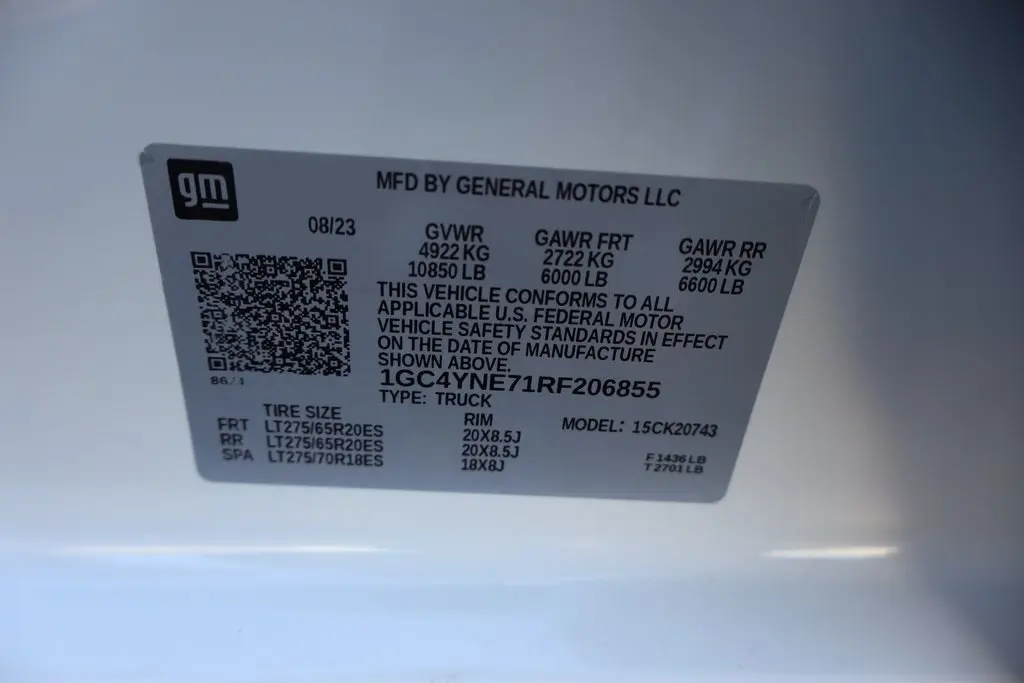 gm
MFD BY GENERAL MOTORS LLC
08/23
GVWR GAWR FRT GAWR RR
4922 KG 2722 KG 2994 KG
10850 LB 6000 LB 6600 LB
THIS VEHICLE CONFORMS TO ALL
APPLICABLE U.S. FEDERAL MOTOR
VEHICLE SAFETY STANDARDS IN EFFECT
ON THE DATE OF MANUFACTURE
SHOWN ABOVE.
1GC4YNE71RF206855
TYPE: TRUCK
TIRE SIZE RIM MODEL: 15CK20743
FRT LT275/65R20ES 20X8.5J
RR LT275/65R20ES 20X8.5J
SPA LT275/70R18ES 18X8J
F 1436 LB
T 2701 LB